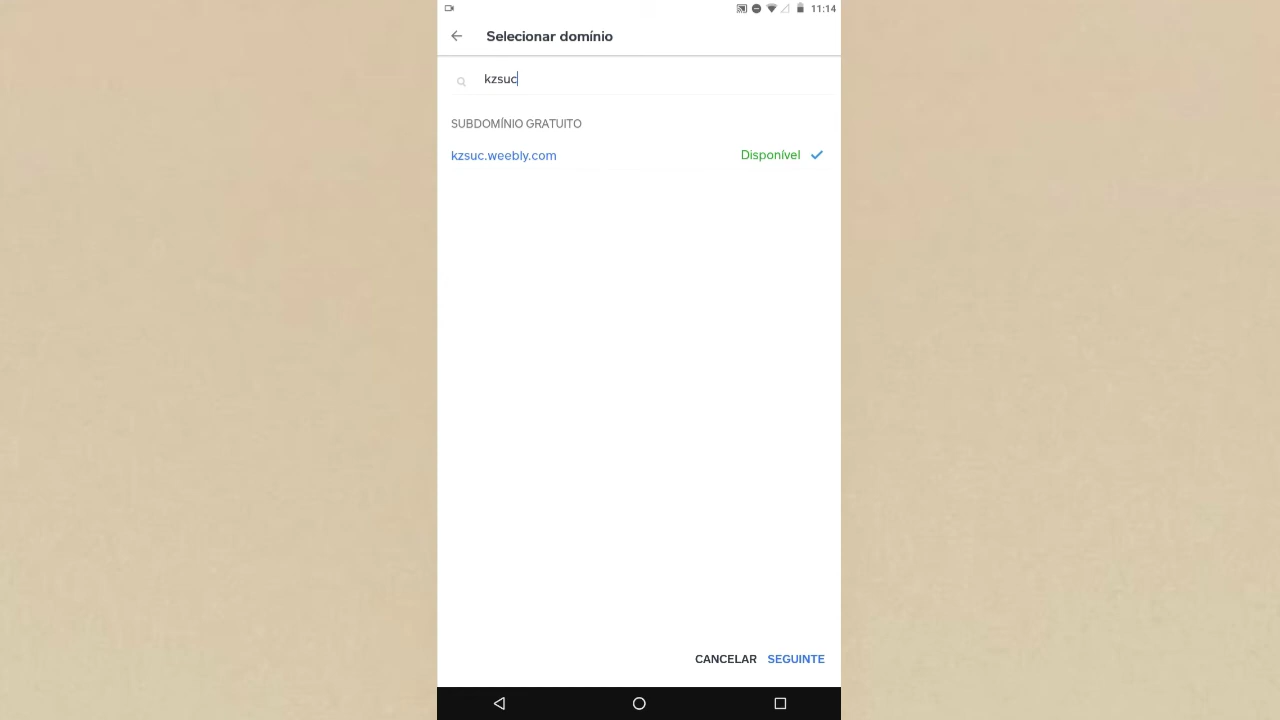 11:14
Selecionar domínio
kzsuc
SUBDOMÍNIO GRATUITO
kzsuc.weebly.com Disponível
CANCELAR SEGUINTE